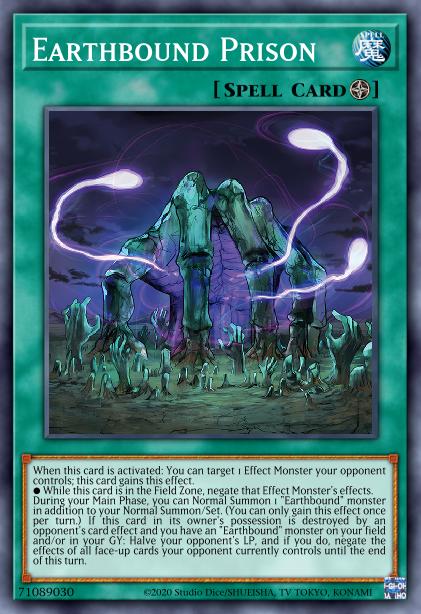 EARTHBOUND PRISON
SPELL
魔
[SPELL CARD]
When this card is activated: You can target 1 Effect Monster your opponent
controls; this card gains this effect.
● While this card is in the Field Zone, negate that Effect Monster's effects.
During your Main Phase, you can Normal Summon 1 "Earthbound" monster
in addition to your Normal Summon/Set. (You can only gain this effect once
per turn.) If this card in its owner's possession is destroyed by an
opponent's card effect and you have an "Earthbound" monster on your field
and/or in your GY: Halve your opponent's LP, and if you do, negate the
effects of all face-up cards your opponent currently controls until the end
of this turn.
71089030
©2020 Studio Dice/SHUEISHA, TV TOKYO, KONAMI